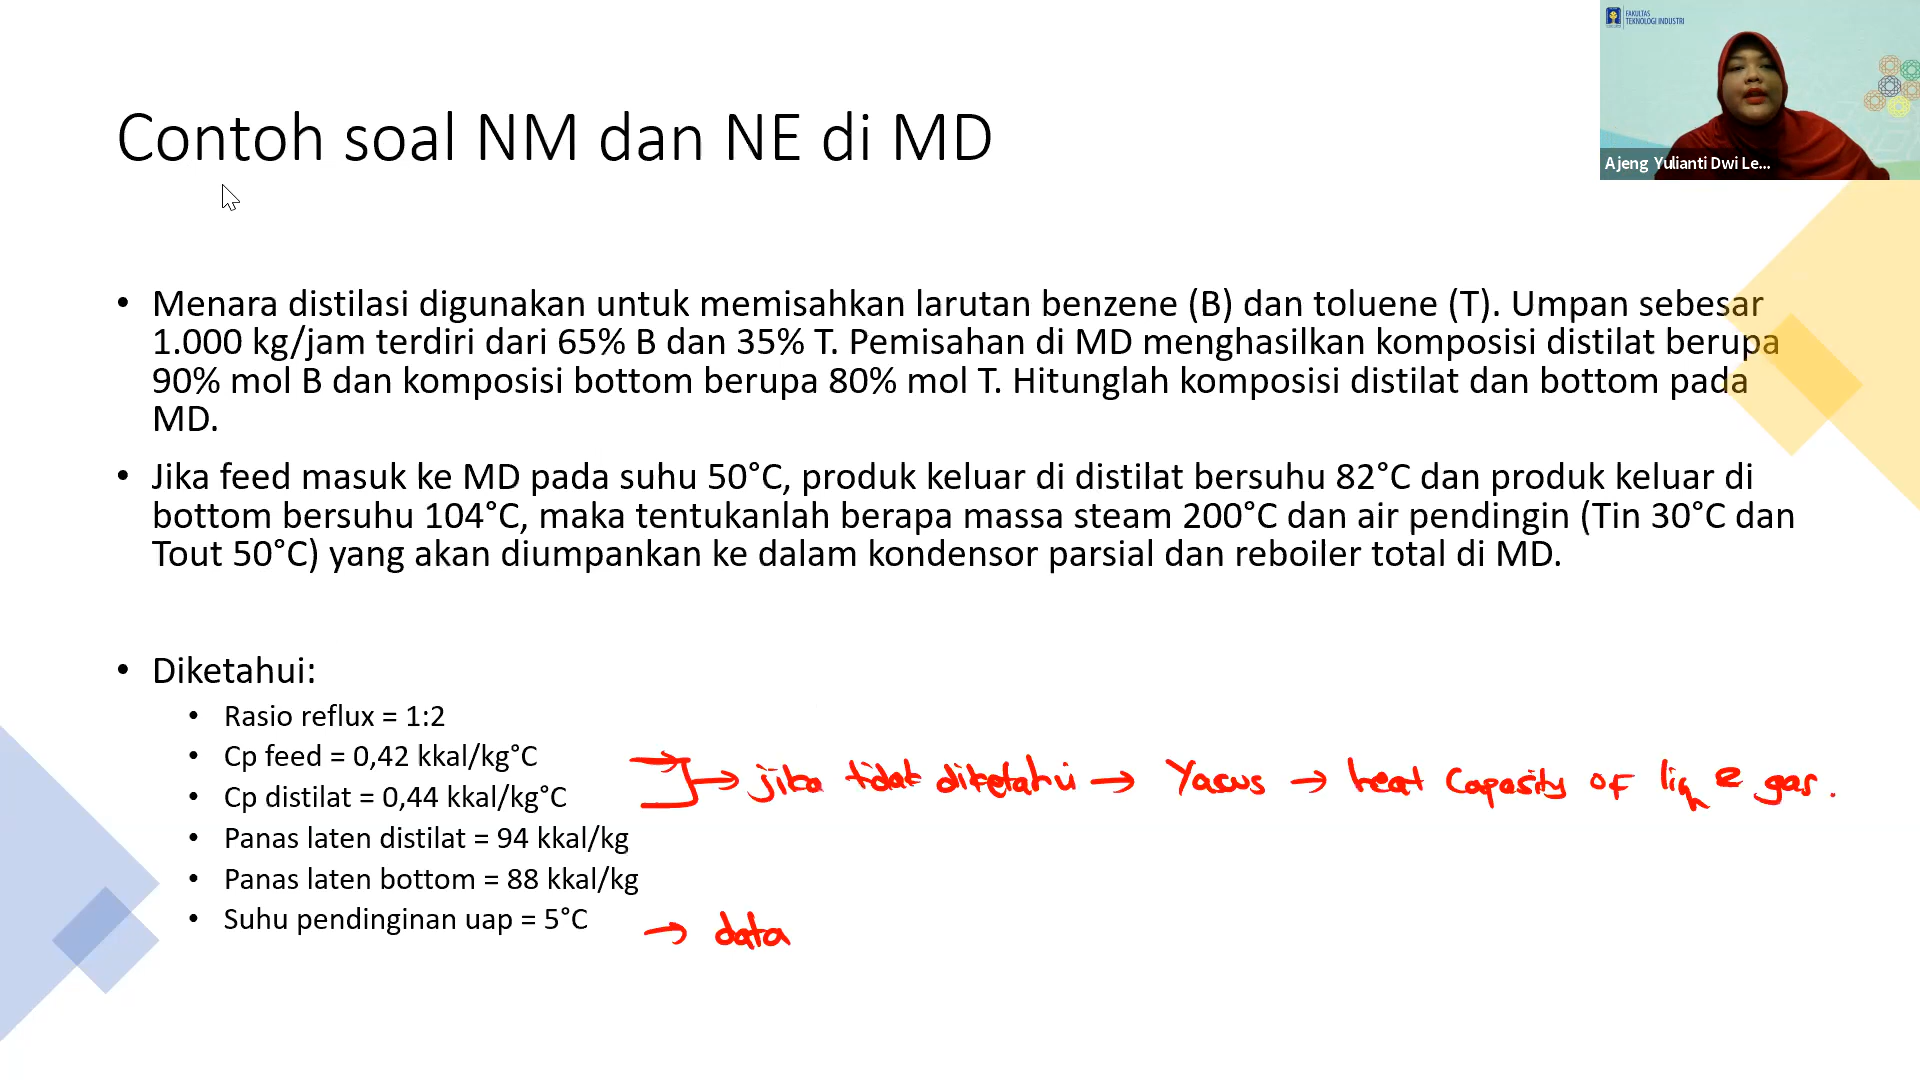 FAKULTAS
TEKNOLOGI INDUSTRI
Ajeng Yulianti Dwi Le...
Contoh soal NM dan NE di MD
• Menara distilasi digunakan untuk memisahkan larutan benzene (B) dan toluene (T). Umpan sebesar
1.000 kg/jam terdiri dari 65% B dan 35% T. Pemisahan di MD menghasilkan komposisi distilat berupa
90% mol B dan komposisi bottom berupa 80% mol T. Hitunglah komposisi distilat dan bottom pada
MD.
• Jika feed masuk ke MD pada suhu 50°C, produk keluar di distilat bersuhu 82°C dan produk keluar di
bottom bersuhu 104°C, maka tentukanlah berapa massa steam 200°C dan air pendingin (Tin 30°C dan
Tout 50°C) yang akan diumpankan ke dalam kondensor parsial dan reboiler total di MD.
• Diketahui:
• Rasio reflux = 1:2
• Cp feed = 0,42 kkal/kg°C
→ jika tidak diketahui → Yasus → heat capasity of liq & gas.
• Cp distilat = 0,44 kkal/kg°C
• Panas laten distilat = 94 kkal/kg
• Panas laten bottom = 88 kkal/kg
• Suhu pendinginan uap = 5°C
→ data